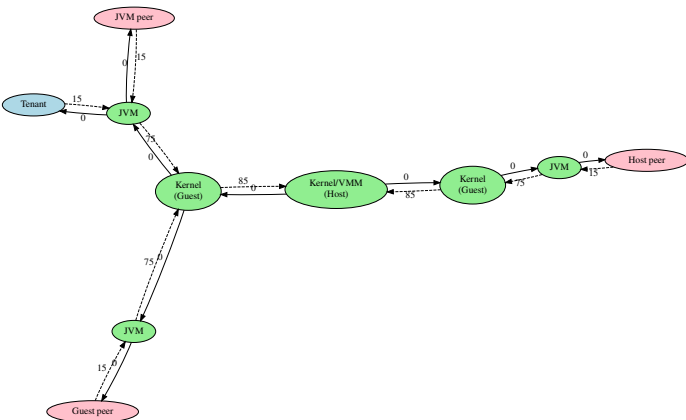 JVM peer
0
15
Tenant
15
0
JVM
75
0
Kernel
(Guest)
85
0
Kernel/VMM
(Host)
0
85
Kernel
(Guest)
0
75
JVM
0
15
Host peer
75
0
JVM
15
0
Guest peer